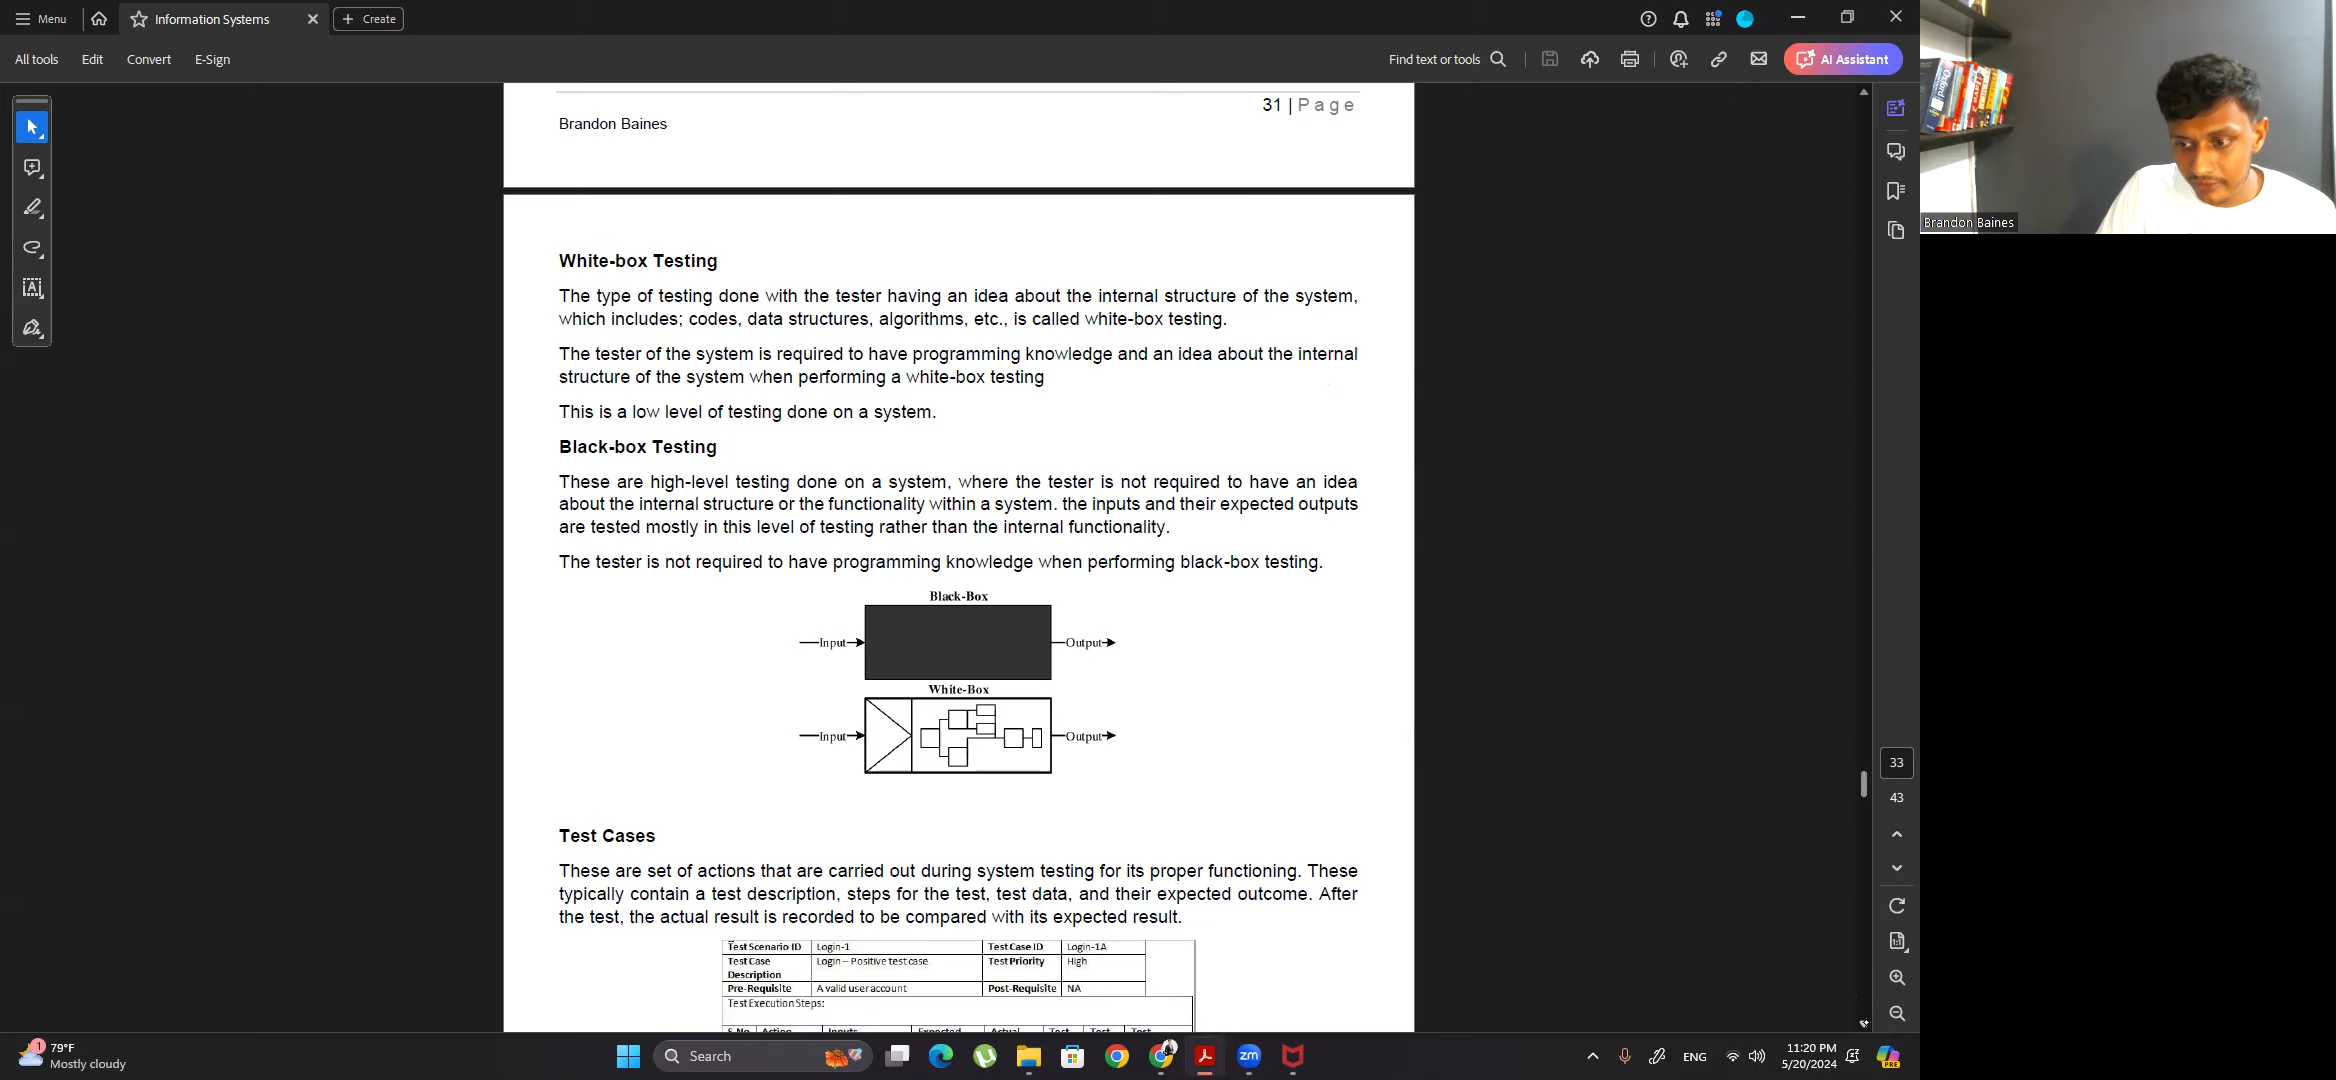 Menu
Information Systems
Create
All tools
Edit
Convert
E-Sign
Find text or tools
AI Assistant
31 | Page
Brandon Baines
White-box Testing
The type of testing done with the tester having an idea about the internal structure of the system,
which includes; codes, data structures, algorithms, etc., is called white-box testing.
The tester of the system is required to have programming knowledge and an idea about the internal
structure of the system when performing a white-box testing
This is a low level of testing done on a system.
Black-box Testing
These are high-level testing done on a system, where the tester is not required to have an idea
about the internal structure or the functionality within a system. the inputs and their expected outputs
are tested mostly in this level of testing rather than the internal functionality.
The tester is not required to have programming knowledge when performing black-box testing.
Black-Box
Input
Output
White-Box
Input
Output
Test Cases
These are set of actions that are carried out during system testing for its proper functioning. These
typically contain a test description, steps for the test, test data, and their expected outcome. After
the test, the actual result is recorded to be compared with its expected result.
Test Scenario ID Login-1 Test Case ID Login-1A
Test Case Login – Positive test case Test Priority High
Description
Pre-Requisite A valid user account Post-Requisite NA
Test Execution Steps:
S.No Action Inputs Expected Actual Test Test Test
Brandon Baines
Oxford
33
43
1
79°F
Mostly cloudy
Search
zm
ENG
11:20 PM
5/20/2024
PRE